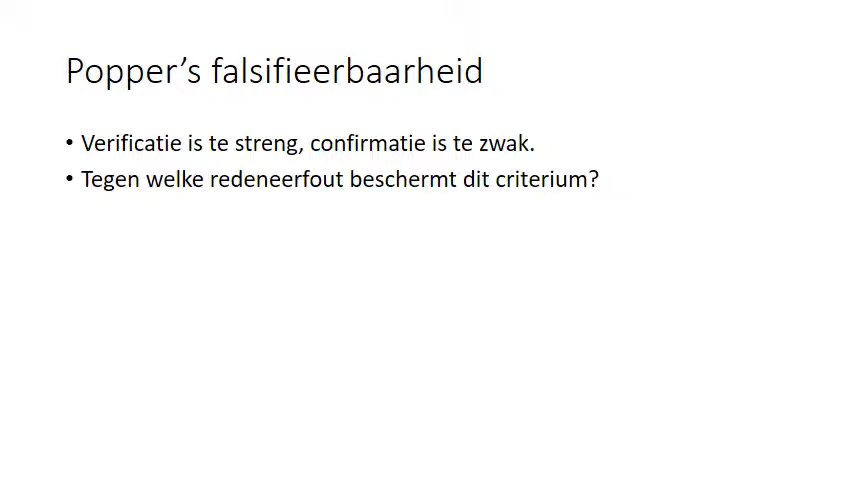 Popper’s falsifieerbaarheid
• Verificatie is te streng, confirmatie is te zwak.
• Tegen welke redeneerfout beschermt dit criterium?